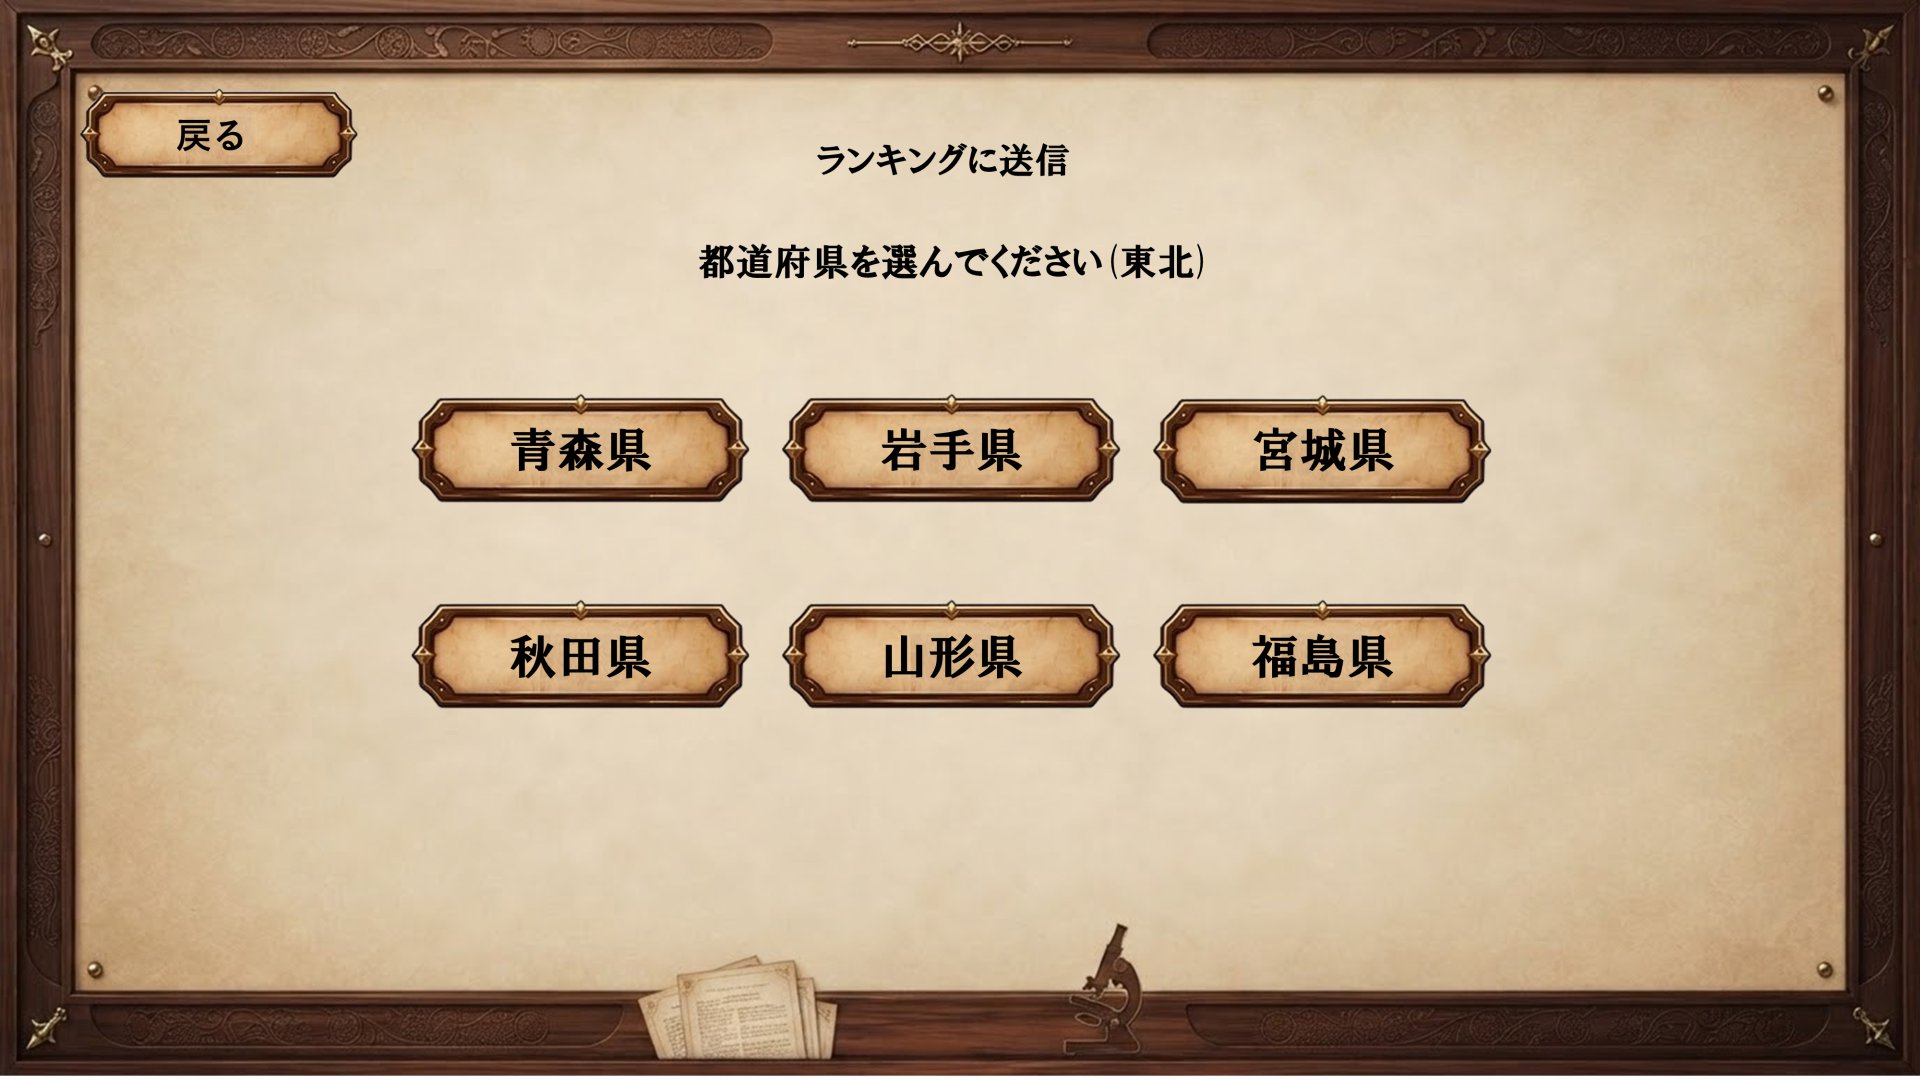 戻る
ランキングに送信
都道府県を選んでください(東北)
青森県
岩手県
宮城県
秋田県
山形県
福島県